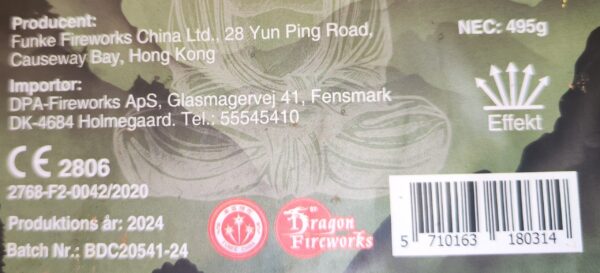 Producent:
Funke Fireworks China Ltd., 28 Yun Ping Road,
Causeway Bay, Hong Kong
NEC: 495g
Importør:
DPA-Fireworks ApS, Glasmagervej 41, Fensmark
DK-4684 Holmegaard. Tel.: 55545410
Effekt
CE 2806
2768-F2-0042/2020
Produktions år: 2024
Batch Nr.: BDC20541-24
Dragon
Fireworks
5 710163 180314